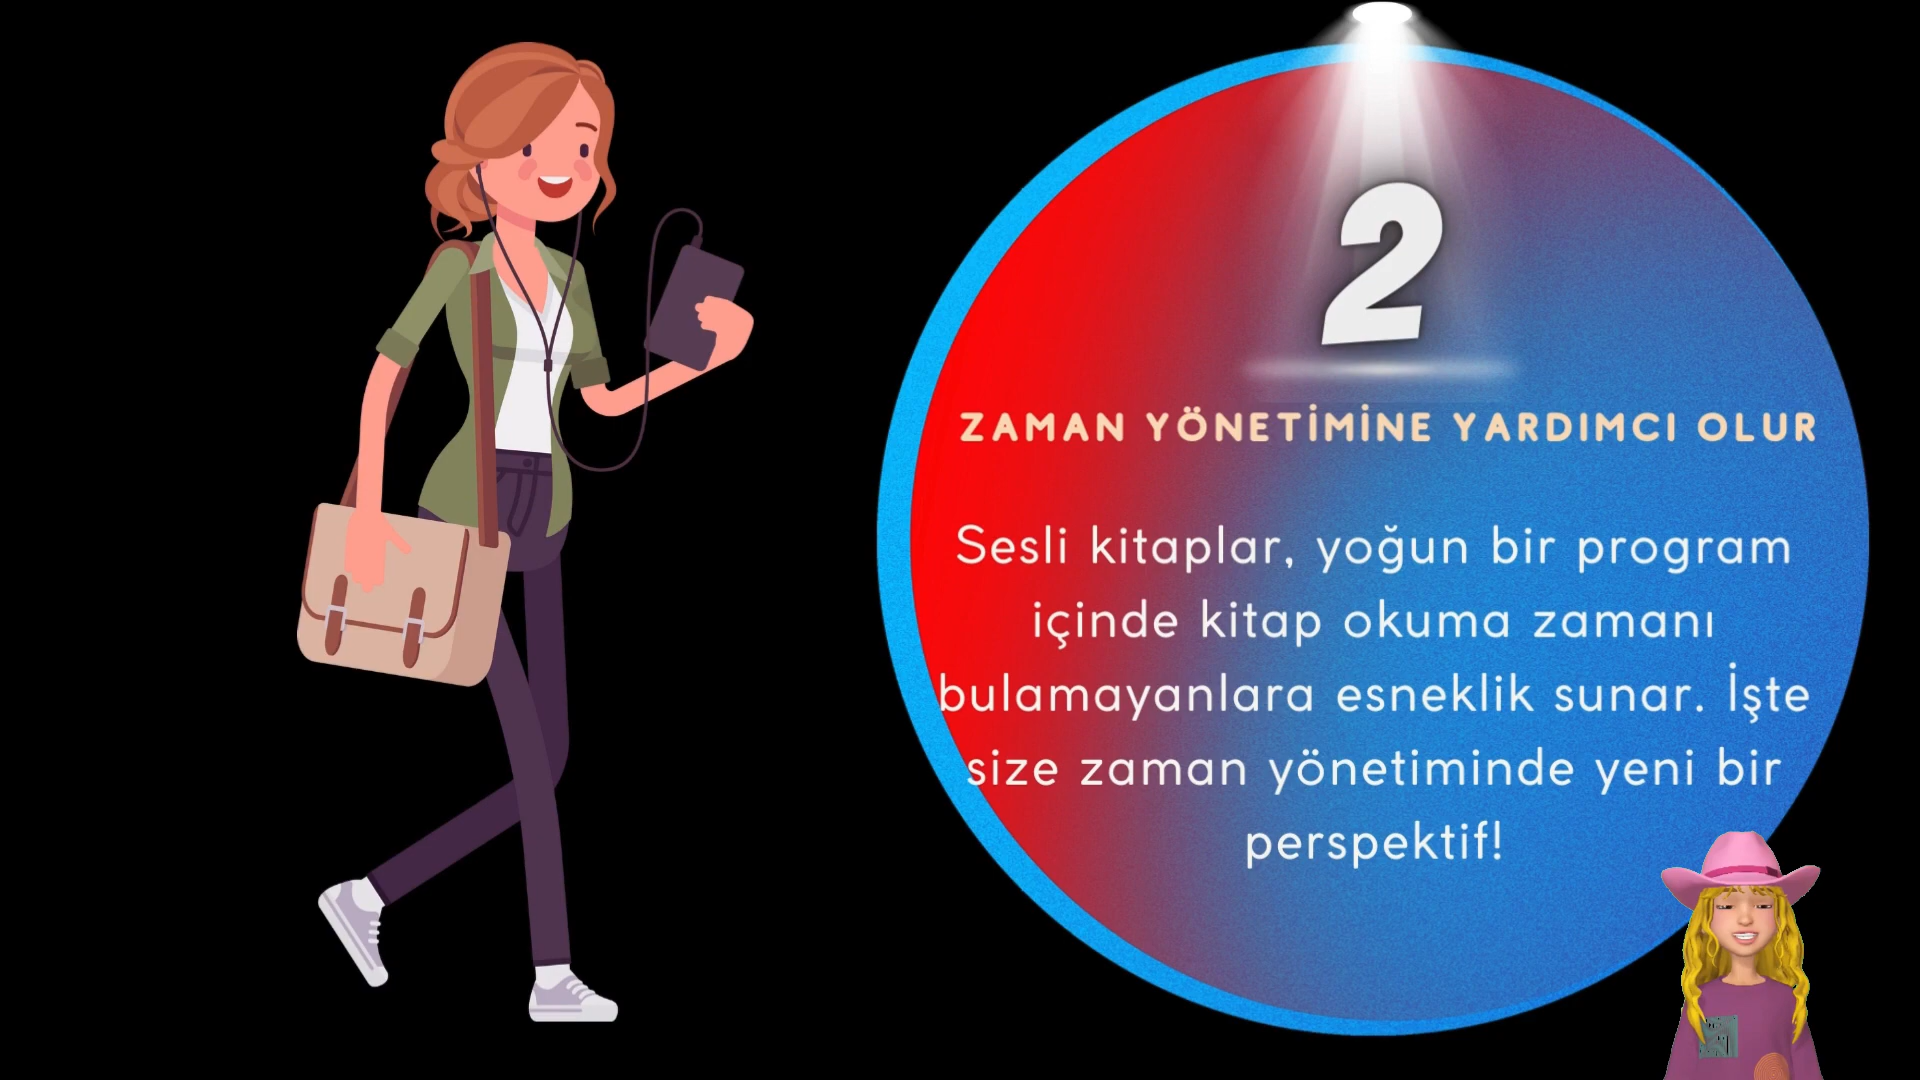 2
ZAMAN YÖNETİMİNE YARDIMCI OLUR
Sesli kitaplar, yoğun bir program
içinde kitap okuma zamanı
bulamayanlara esneklik sunar. İşte
size zaman yönetiminde yeni bir
perspektif!